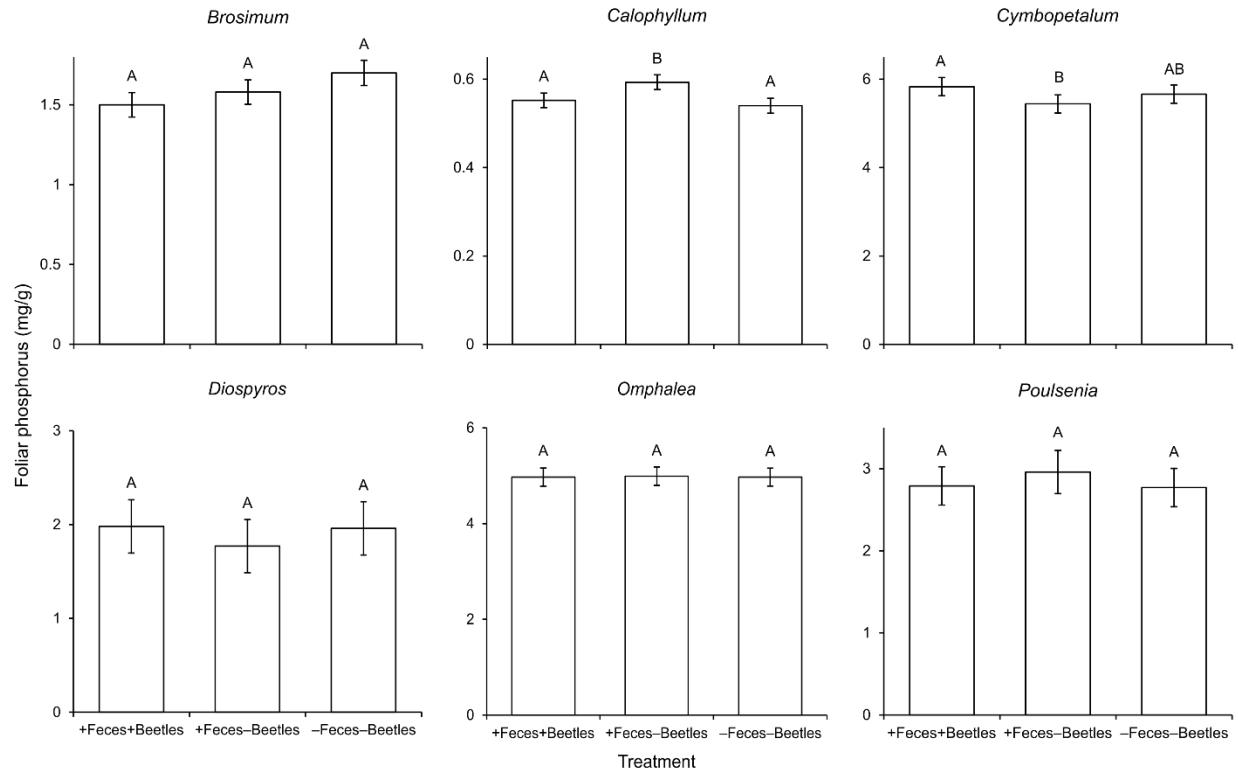 Foliar phosphorus (mg/g)
Brosimum
A
A
A
1.5
1
1.5
0
Calophyllum
A
B
A
0.6
0.4
0.2
0
Cymbopetalum
A
B
AB
6
4
2
0
Diospyros
A
A
A
3
2
1
0
+Feces+Beetles +Feces–Beetles –Feces–Beetles
Omphalea
A
A
A
6
4
2
0
+Feces+Beetles +Feces–Beetles –Feces–Beetles
Poulsenia
A
A
A
3
2
1
0
+Feces+Beetles +Feces–Beetles –Feces–Beetles
Treatment